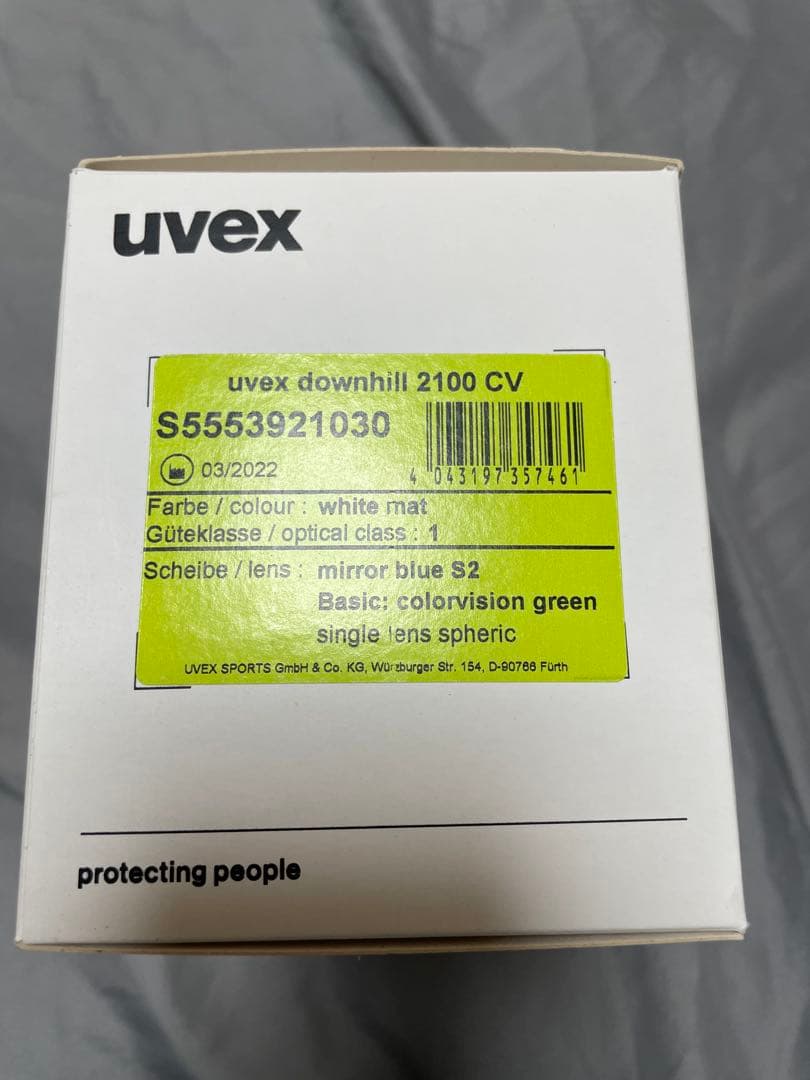 uvex
uvex downhill 2100 CV
S5553921030
03/2022
4 043197 357461
Farbe / colour : white mat
Güteklasse / optical class : 1
Scheibe / lens : mirror blue S2
Basic: colorvision green
single lens spheric
UVEX SPORTS GmbH & Co. KG, Würzburger Str. 154, D-90766 Fürth
protecting people